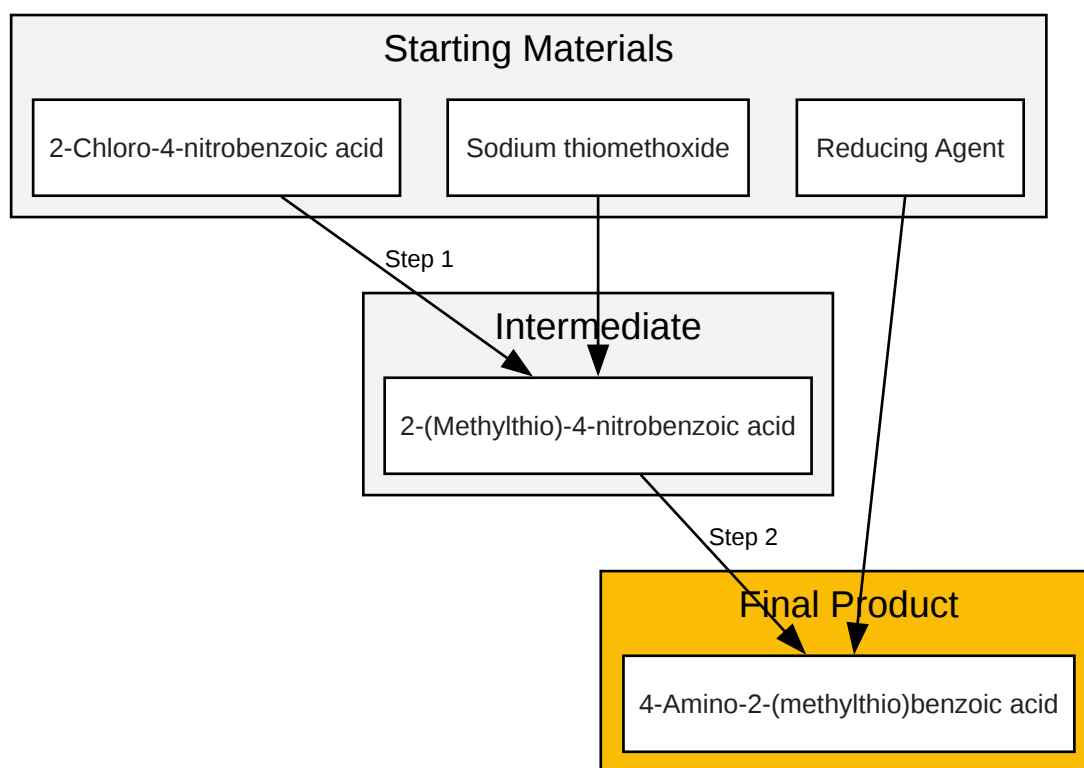 Starting Materials
2-Chloro-4-nitrobenzoic acid
Sodium thiomethoxide
Reducing Agent
Step 1
Intermediate
2-(Methylthio)-4-nitrobenzoic acid
Step 2
Final Product
4-Amino-2-(methylthio)benzoic acid